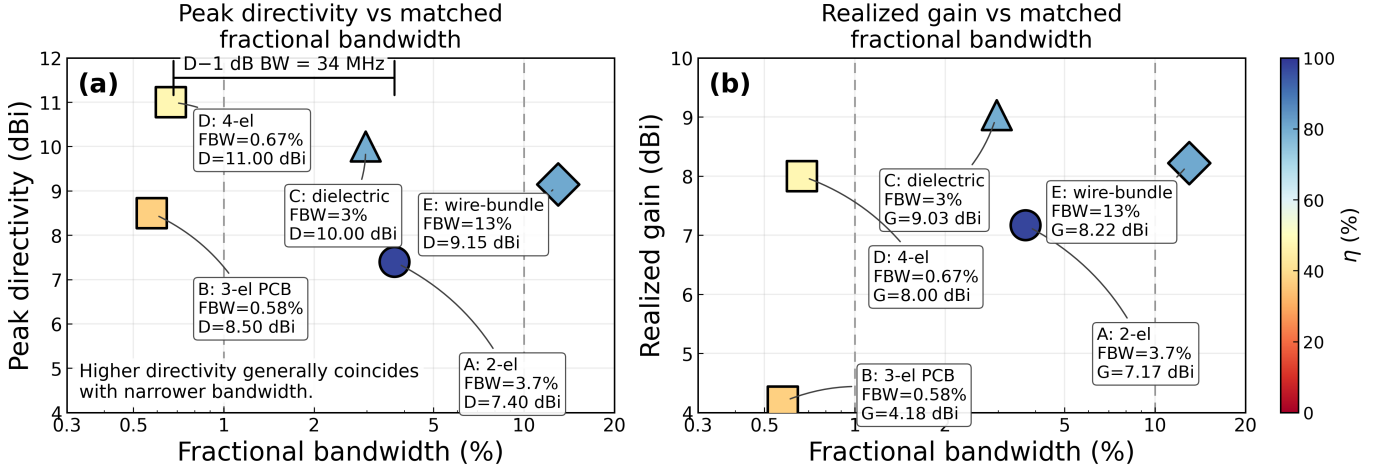 Peak directivity vs matched
fractional bandwidth
(a)
D−1 dB BW = 34 MHz
D: 4-el
FBW=0.67%
D=11.00 dBi
C: dielectric
FBW=3%
D=10.00 dBi
E: wire-bundle
FBW=13%
D=9.15 dBi
B: 3-el PCB
FBW=0.58%
D=8.50 dBi
A: 2-el
FBW=3.7%
D=7.40 dBi
Higher directivity generally coincides
with narrower bandwidth.
Peak directivity (dBi)
12
11
10
9
8
7
6
5
4
0.3 0.5 1 2 5 10 20
Fractional bandwidth (%)
Realized gain vs matched
fractional bandwidth
(b)
C: dielectric
FBW=3%
G=9.03 dBi
E: wire-bundle
FBW=13%
G=8.22 dBi
D: 4-el
FBW=0.67%
G=8.00 dBi
A: 2-el
FBW=3.7%
G=7.17 dBi
B: 3-el PCB
FBW=0.58%
G=4.18 dBi
Realized gain (dBi)
10
9
8
7
6
5
4
0.3 0.5 1 2 5 10 20
Fractional bandwidth (%)
100
80
60
40
20
0
η (%)